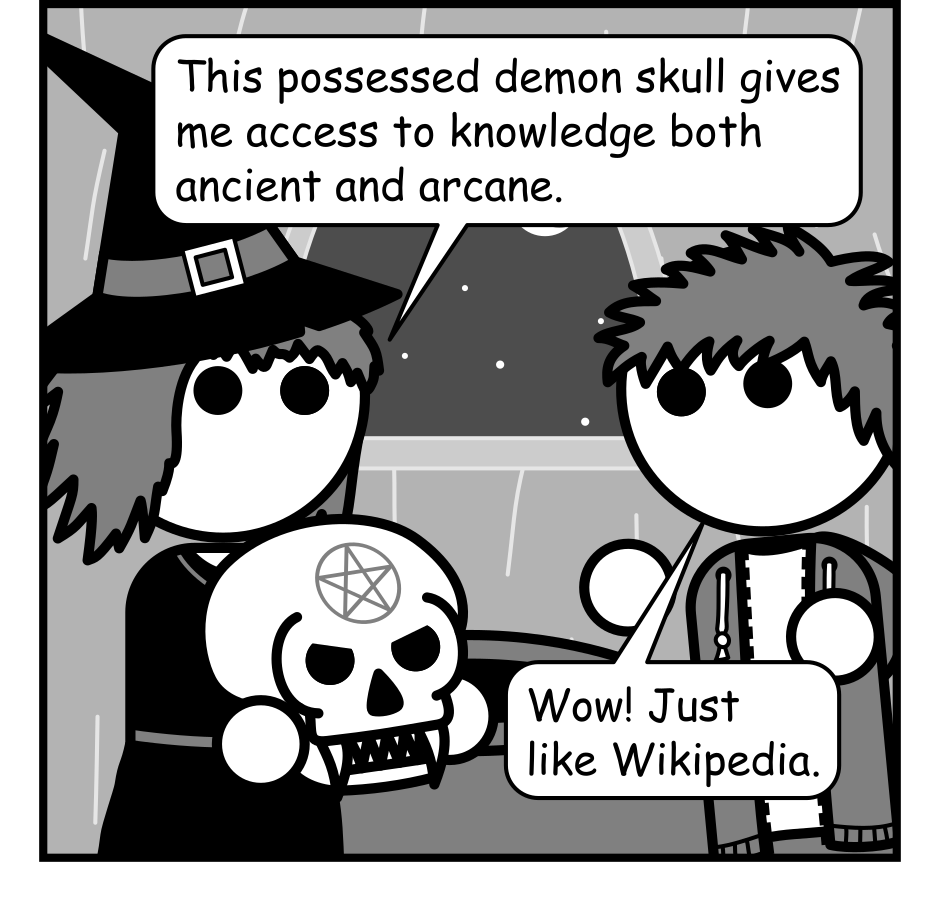 This possessed demon skull gives
me access to knowledge both
ancient and arcane.
Wow! Just
like Wikipedia.